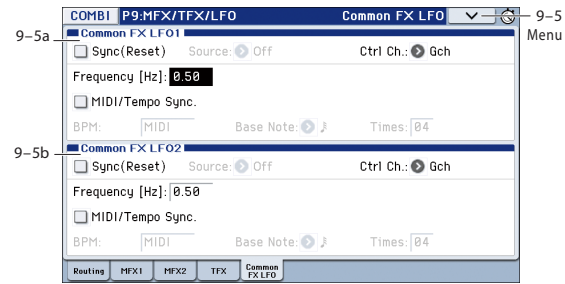 COMBI P9:MFX/TFX/LFO Common FX LFO 9–5
Menu
9–5a Common FX LFO1
Sync(Reset) Source: Off Ctrl Ch.: Gch
Frequency [Hz]: 0.50
MIDI/Tempo Sync.
BPM: MIDI Base Note: ♪ Times: 04
9–5b Common FX LFO2
Sync(Reset) Source: Off Ctrl Ch.: Gch
Frequency [Hz]: 0.50
MIDI/Tempo Sync.
BPM: MIDI Base Note: ♪ Times: 04
Routing MFX1 MFX2 TFX Common
FX LFO